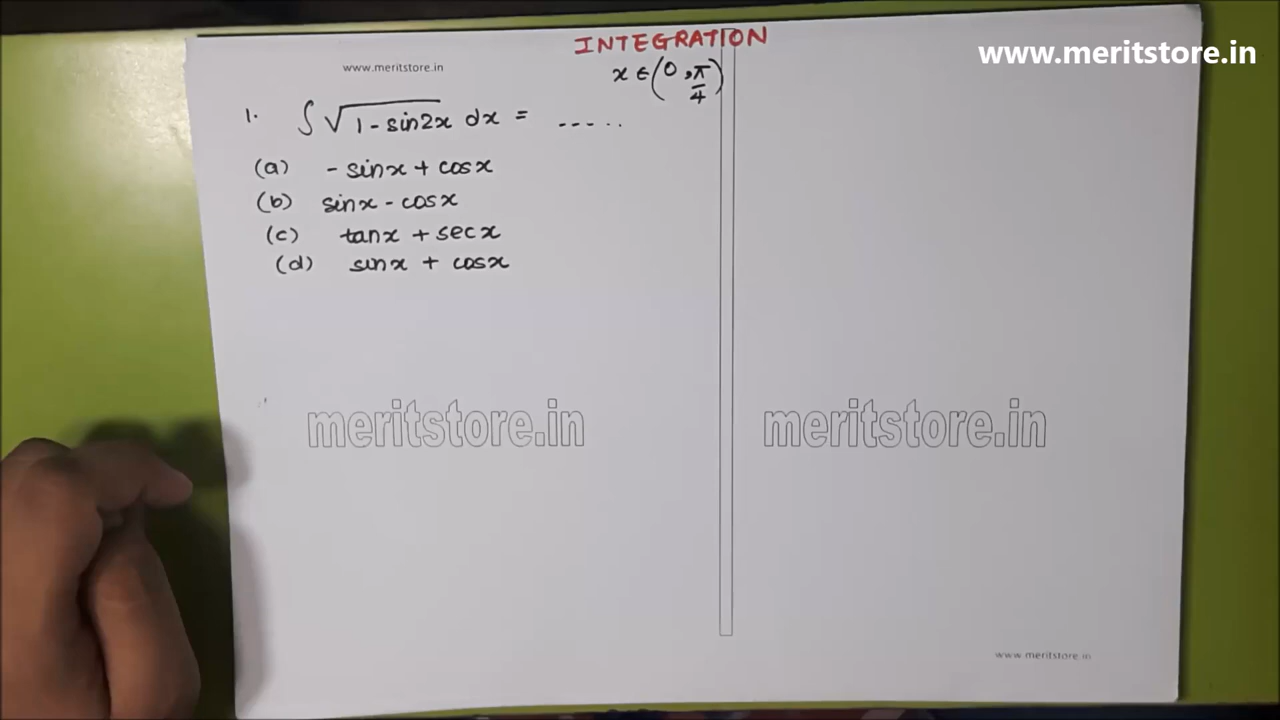 INTEGRATION
www.meritstore.in
www.meritstore.in
x ∈ (0, π/4)
1. ∫ √1 - sin2x dx = -----
(a) - sinx + cosx
(b) sinx - cosx
(c) tanx + secx
(d) sinx + cosx
meritstore.in meritstore.in
www.meritstore.in